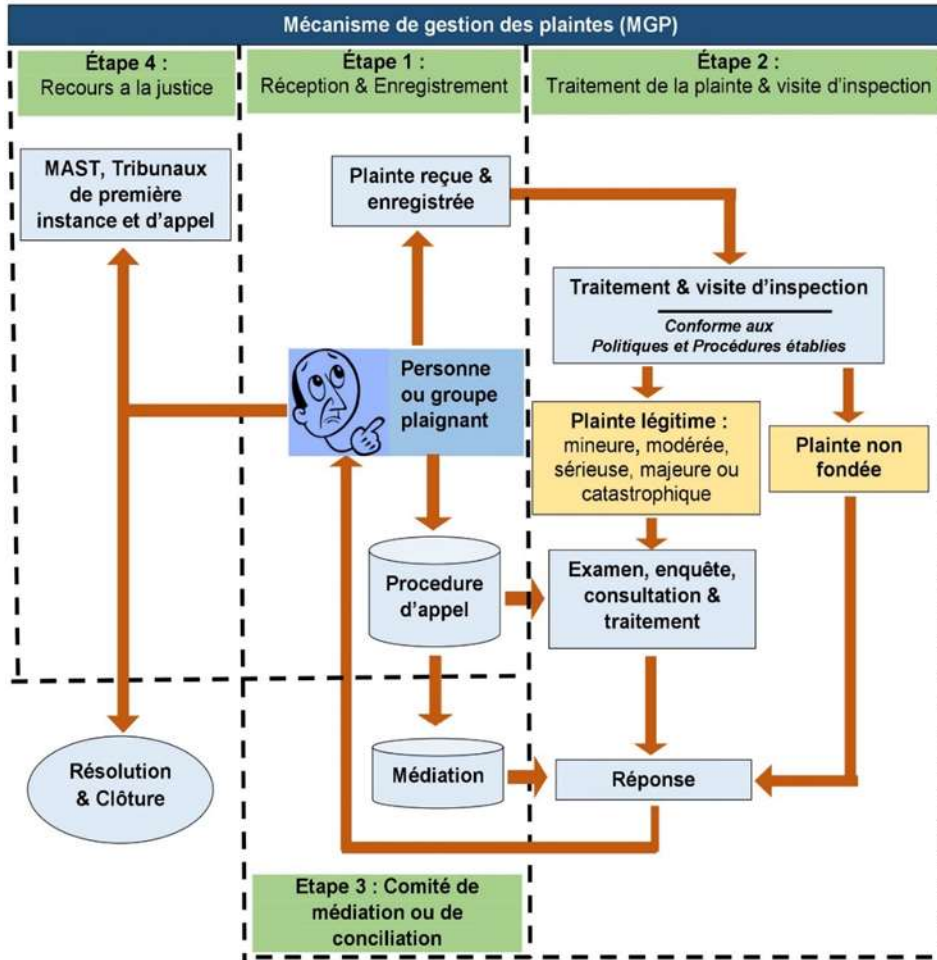 Mécanisme de gestion des plaintes (MGP)
Étape 4 :
Recours a la justice
Étape 1 :
Réception & Enregistrement
Étape 2 :
Traitement de la plainte & visite d'inspection
MAST, Tribunaux
de première
instance et d'appel
Plainte reçue &
enregistrée
Traitement & visite d'inspection
Conforme aux
Politiques et Procédures établies
Personne
ou groupe
plaignant
Plainte légitime :
mineure, modérée,
sérieuse, majeure ou
catastrophique
Plainte non
fondée
Procedure
d'appel
Examen, enquête,
consultation &
traitement
Résolution
& Clôture
Médiation
Réponse
Etape 3 : Comité de
médiation ou de
conciliation